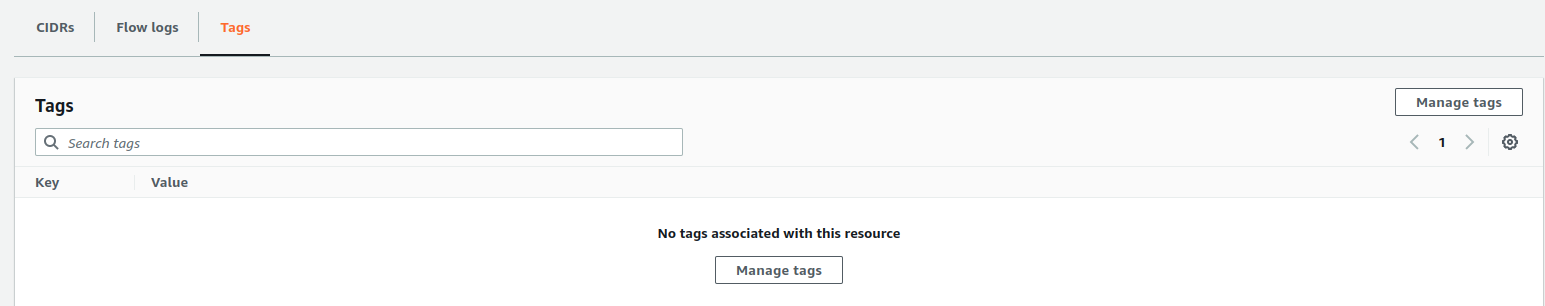 CIDRs Flow logs Tags
Tags Manage tags
Search tags 1
Key Value
No tags associated with this resource
Manage tags